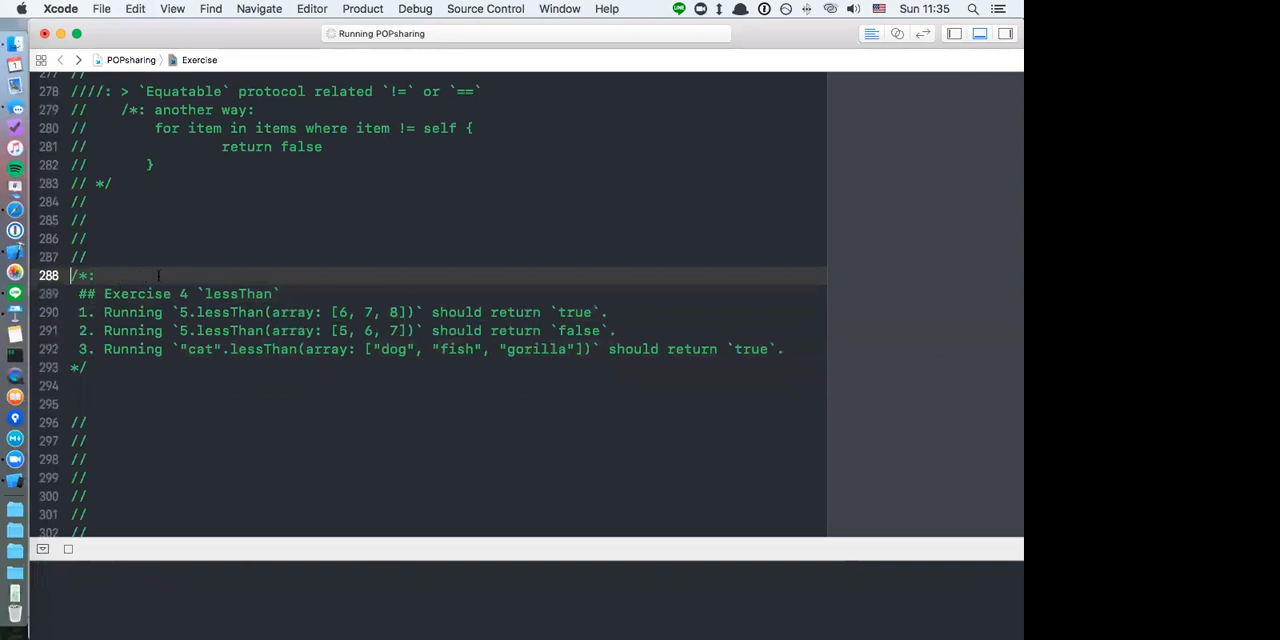 Xcode File Edit View Find Navigate Editor Product Debug Source Control Window Help Sun 11:35
Running POPsharing
POPsharing 〉 Exercise
277 //
278 ////: > `Equatable` protocol related `!=` or `==`
279 // /*: another way:
280 // for item in items where item != self {
281 // return false
282 // }
283 // */
284 //
285 //
286 //
287 //
288 /*:
289 ## Exercise 4 `lessThan`
290 1. Running `5.lessThan(array: [6, 7, 8])` should return `true`.
291 2. Running `5.lessThan(array: [5, 6, 7])` should return `false`.
292 3. Running `"cat".lessThan(array: ["dog", "fish", "gorilla"])` should return `true`.
293 */
294
295
296 //
297 //
298 //
299 //
300 //
301 //
302 //